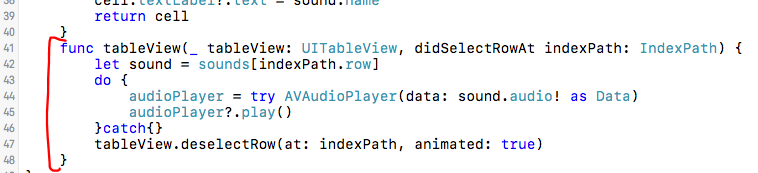 38 cell.textLabel?.text = sound.name
39 return cell
40 }
41 func tableView(_ tableView: UITableView, didSelectRowAt indexPath: IndexPath) {
42 let sound = sounds[indexPath.row]
43 do {
44 audioPlayer = try AVAudioPlayer(data: sound.audio! as Data)
45 audioPlayer?.play()
46 }catch{}
47 tableView.deselectRow(at: indexPath, animated: true)
48 }